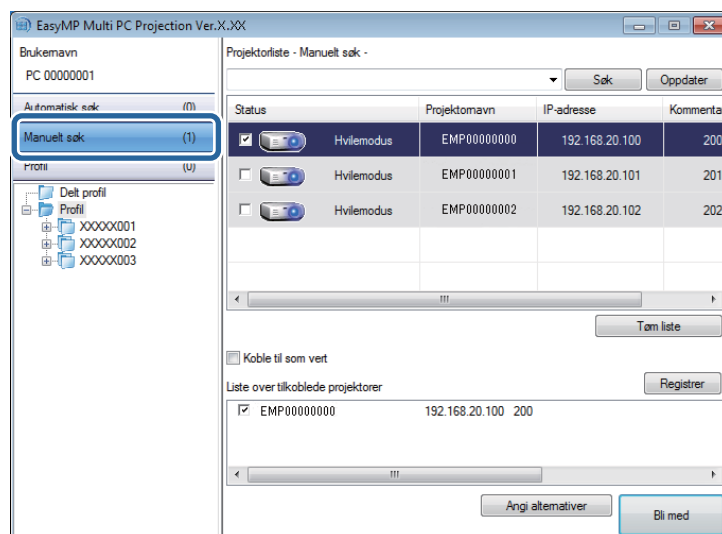 EasyMP Multi PC Projection Ver.X.XX
Brukernavn
PC 00000001
Automatisk søk (0)
Manuelt søk (1)
Profil (0)
Delt profil
Profil
XXXXX001
XXXXX002
XXXXX003
Projektorliste - Manuelt søk -
Søk Oppdater
Status Projektornavn IP-adresse Kommenta
Hvilemodus EMP00000000 192.168.20.100 200
Hvilemodus EMP00000001 192.168.20.101 201
Hvilemodus EMP00000002 192.168.20.102 202
Tøm liste
Koble til som vert
Liste over tilkoblede projektorer Registrer
EMP00000000 192.168.20.100 200
Angi alternativer Bli med